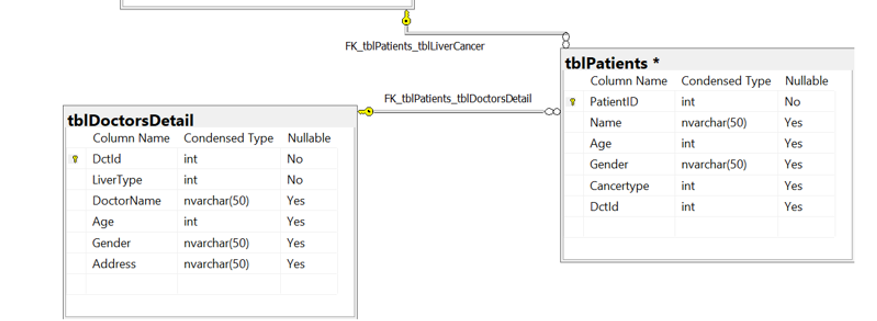 FK_tblPatients_tblLiverCancer
tblPatients *
Column Name Condensed Type Nullable
PatientID int No
Name nvarchar(50) Yes
Age int Yes
Gender nvarchar(50) Yes
Cancertype int Yes
DctId int Yes
FK_tblPatients_tblDoctorsDetail
tblDoctorsDetail
Column Name Condensed Type Nullable
DctId int No
LiverType int No
DoctorName nvarchar(50) Yes
Age int Yes
Gender nvarchar(50) Yes
Address nvarchar(50) Yes